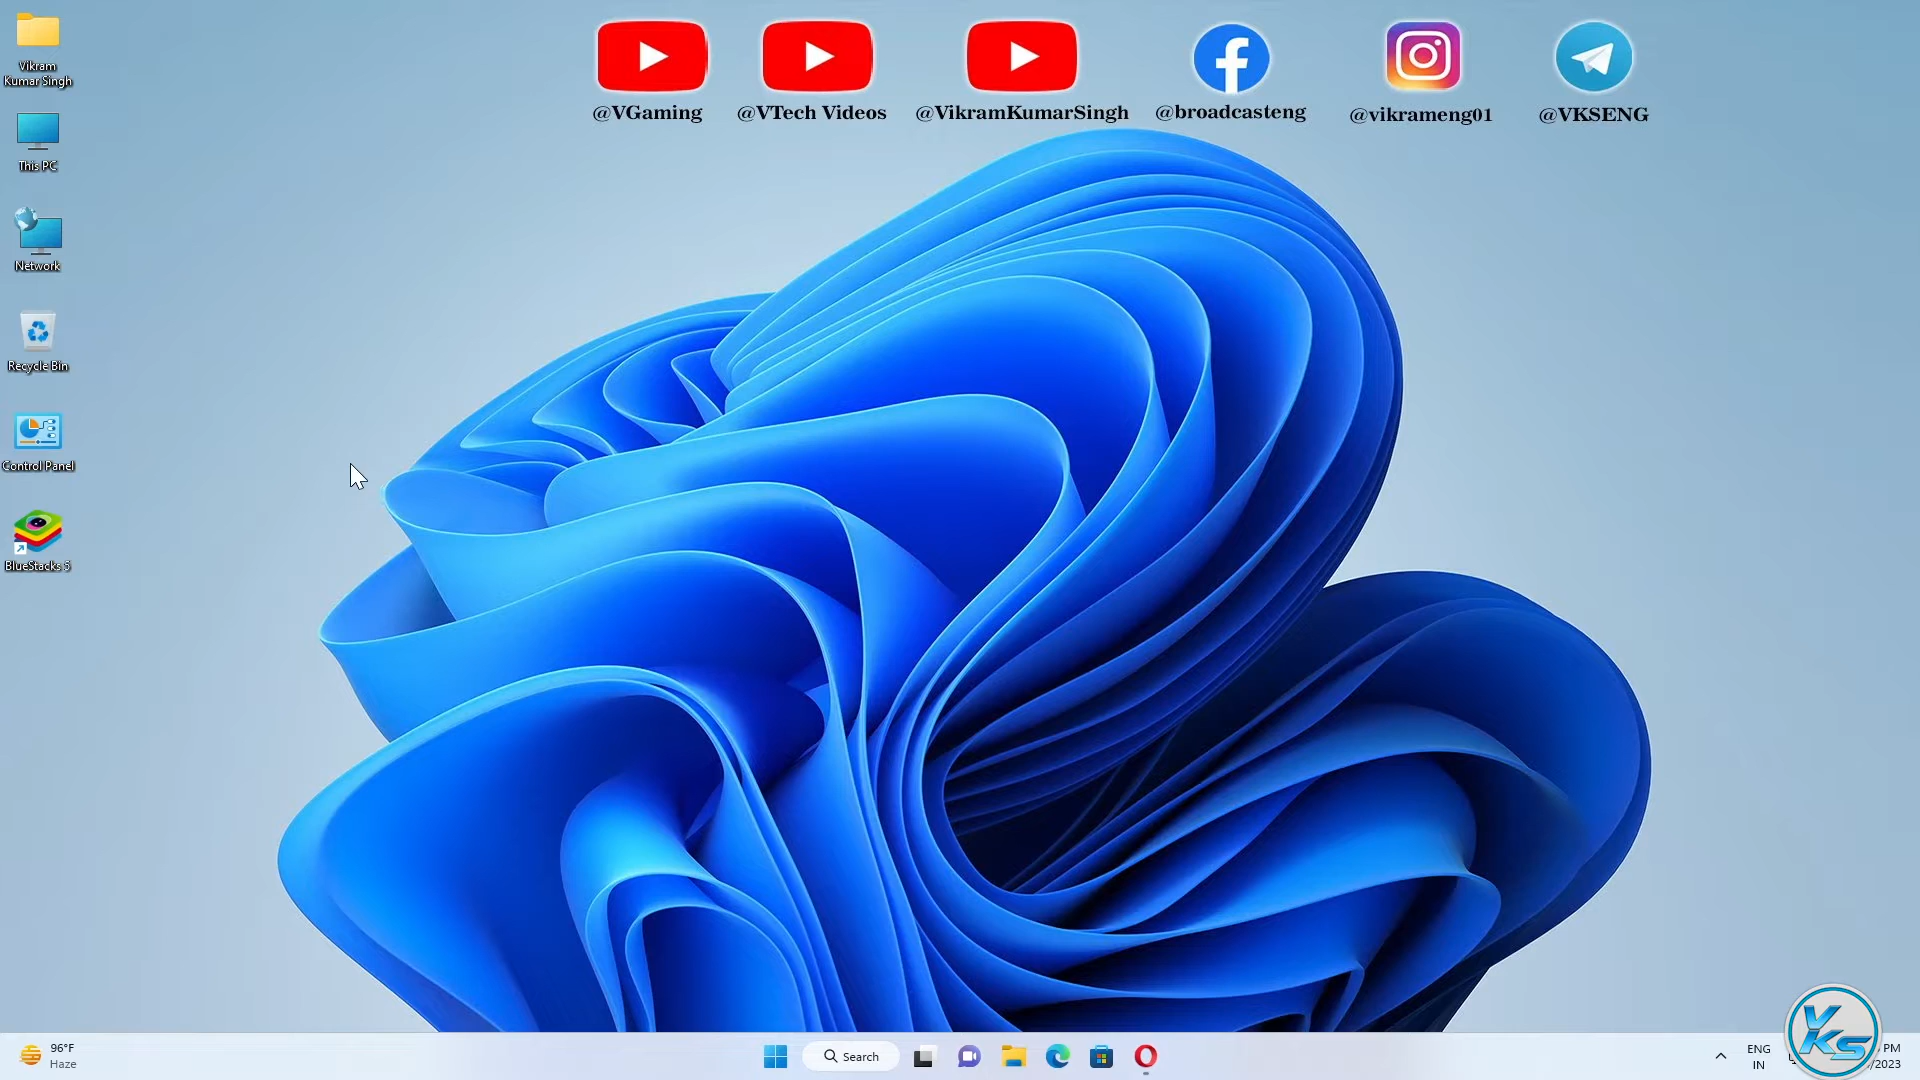 @VGaming
@VTech Videos
@VikramKumarSingh
@broadcasteng
@vikrameng01
@VKSENG
Vikram
Kumar Singh
This PC
Network
Recycle Bin
Control Panel
BlueStacks 5
96°F
Haze
Search
ENG
IN
PM
/2023
VKS